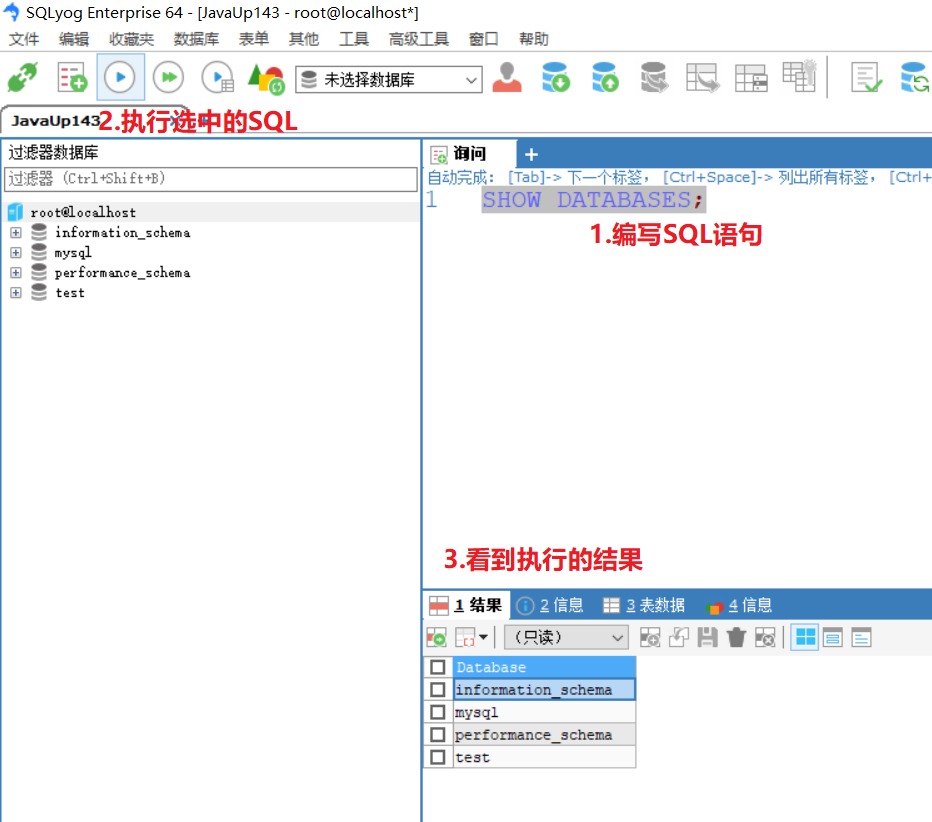 SQLyog Enterprise 64 - [JavaUp143 - root@localhost*]
文件 编辑 收藏夹 数据库 表单 其他 工具 高级工具 窗口 帮助
未选择数据库
JavaUp143
2.执行选中的SQL
过滤器数据库
过滤器 (Ctrl+Shift+B)
root@localhost
information_schema
mysql
performance_schema
test
询问
自动完成: [Tab]-> 下一个标签, [Ctrl+Space]-> 列出所有标签, [Ctrl+
1 SHOW DATABASES;
1.编写SQL语句
3.看到执行的结果
1 结果 2 信息 3 表数据 4 信息
(只读)
Database
information_schema
mysql
performance_schema
test